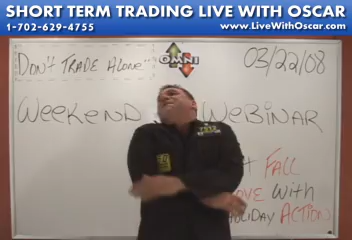 SHORT TERM TRADING LIVE WITH OSCAR
1-702-629-4755 www.LiveWithOscar.com
"DON'T TRADE Alone"
OMNI
03/22/08
WEEKEND WEBINAR
FALL
With
HOLIDAY ACTION